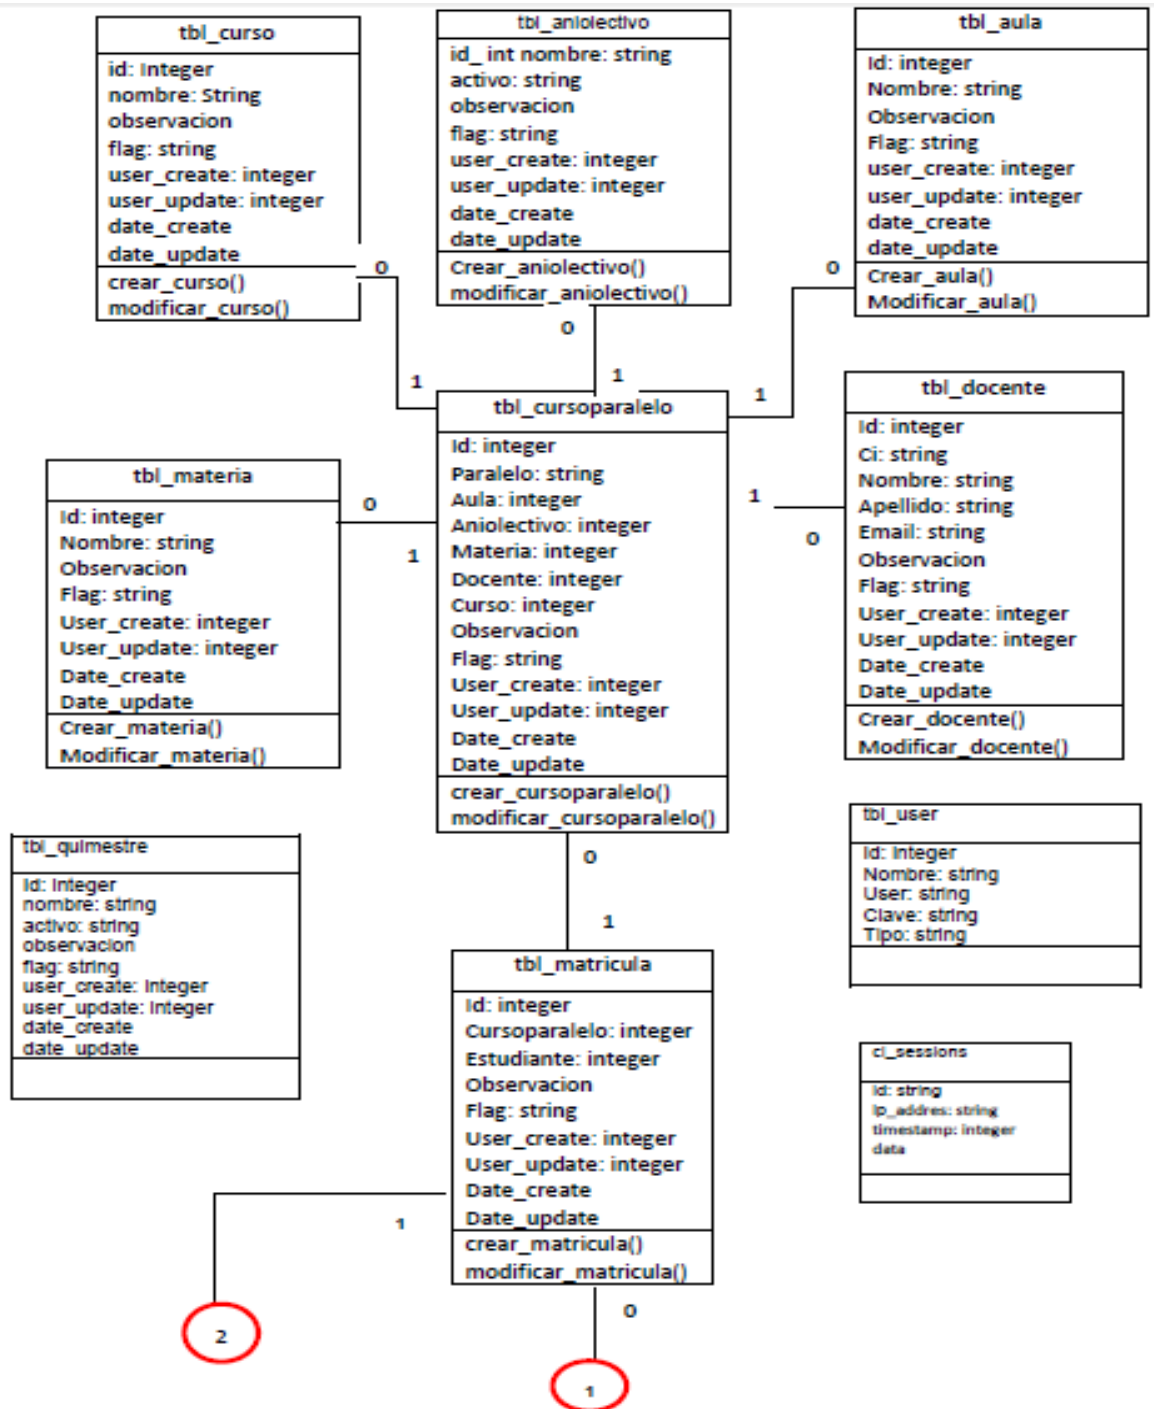 tbl_curso
id: Integer
nombre: String
observacion
flag: string
user_create: integer
user_update: integer
date_create
date_update
crear_curso()
modificar_curso()
tbl_aniolectivo
id_ int nombre: string
activo: string
observacion
flag: string
user_create: integer
user_update: integer
date_create
date_update
Crear_aniolectivo()
modificar_aniolectivo()
tbl_aula
Id: integer
Nombre: string
Observacion
Flag: string
user_create: integer
user_update: integer
date_create
date_update
Crear_aula()
Modificar_aula()
0
0
0
1
1
1
tbl_materia
Id: integer
Nombre: string
Observacion
Flag: string
User_create: integer
User_update: integer
Date_create
Date_update
Crear_materia()
Modificar_materia()
0
1
tbl_cursoparalelo
Id: integer
Paralelo: string
Aula: integer
Aniolectivo: integer
Materia: integer
Docente: integer
Curso: integer
Observacion
Flag: string
User_create: integer
User_update: integer
Date_create
Date_update
crear_cursoparalelo()
modificar_cursoparalelo()
1
0
tbl_docente
Id: integer
Ci: string
Nombre: string
Apellido: string
Email: string
Observacion
Flag: string
User_create: integer
User_update: integer
Date_create
Date_update
Crear_docente()
Modificar_docente()
tbl_quimestre
Id: Integer
nombre: string
activo: string
observacion
flag: string
user_create: Integer
user_update: Integer
date_create
date_update
0
1
tbl_user
Id: Integer
Nombre: string
User: string
Clave: string
Tipo: string
tbl_matricula
Id: integer
Cursoparalelo: integer
Estudiante: integer
Observacion
Flag: string
User_create: integer
User_update: integer
Date_create
Date_update
crear_matricula()
modificar_matricula()
ci_sessions
Id: string
Ip_addres: string
timestamp: integer
data
1
0
2
1